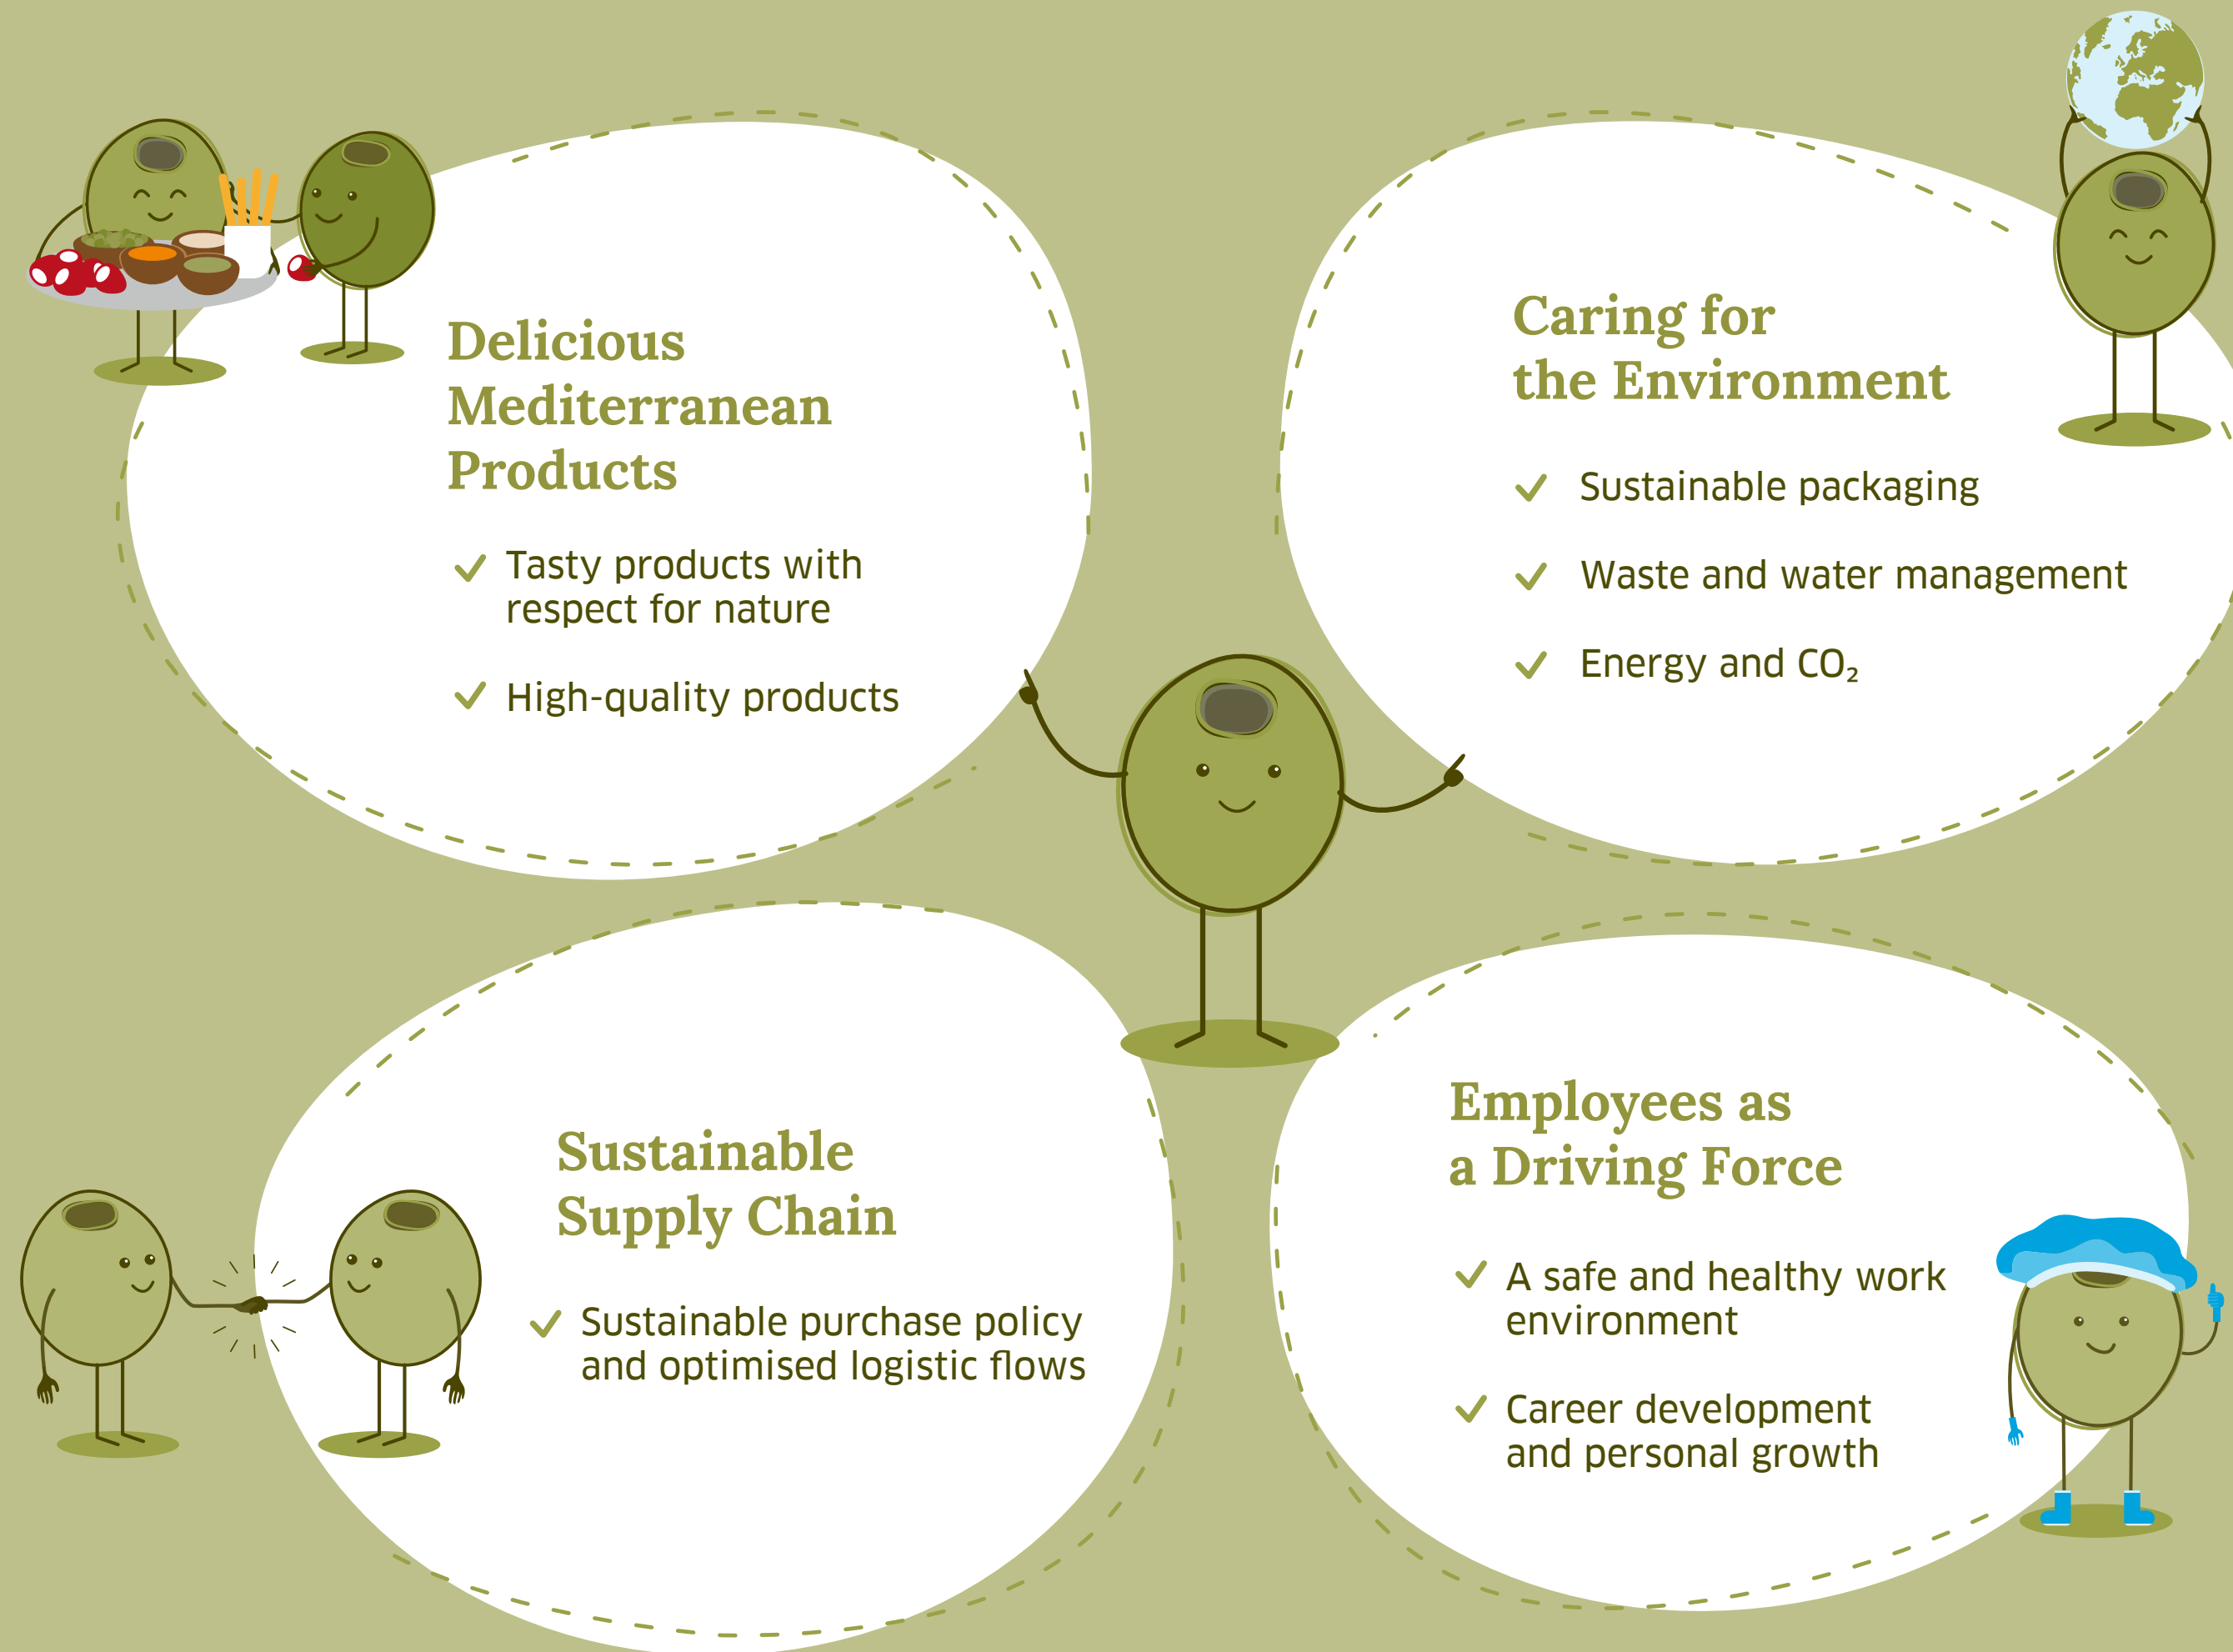 Delicious
Mediterranean
Products
Tasty products with
respect for nature
High-quality products
Caring for
the Environment
Sustainable packaging
Waste and water management
Energy and CO₂
Sustainable
Supply Chain
Sustainable purchase policy
and optimised logistic flows
Employees as
a Driving Force
A safe and healthy work
environment
Career development
and personal growth